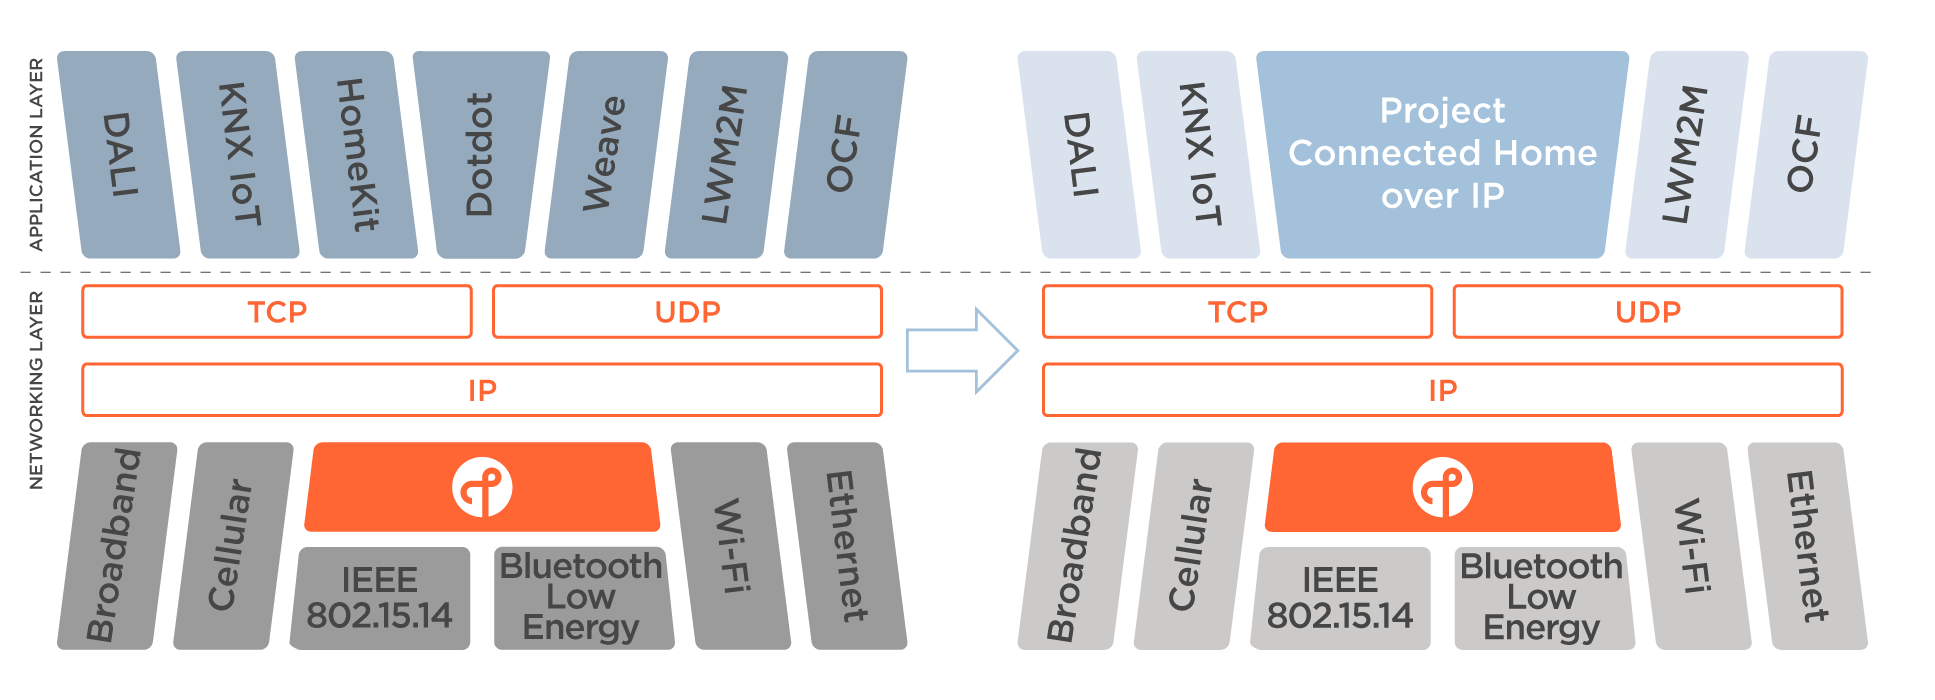 APPLICATION LAYER
DALI
KNX IoT
HomeKit
Dotdot
Weave
LWM2M
OCF
DALI
KNX IoT
Project
Connected Home
over IP
LWM2M
OCF
NETWORKING LAYER
TCP
UDP
TCP
UDP
IP
IP
Broadband
Cellular
IEEE
802.15.14
Bluetooth
Low
Energy
Wi-Fi
Ethernet
Broadband
Cellular
IEEE
802.15.14
Bluetooth
Low
Energy
Wi-Fi
Ethernet